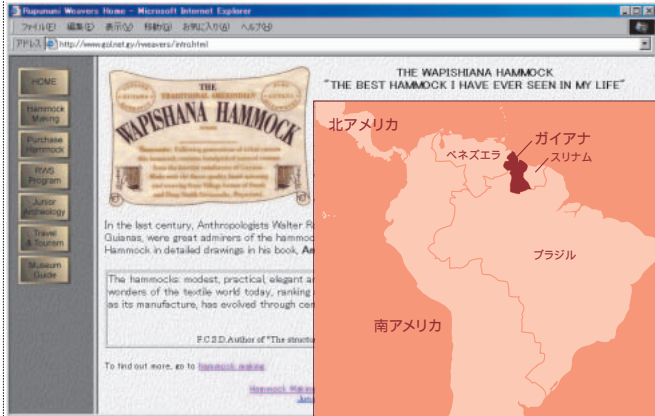 Rupununi Weavers Home - Microsoft Internet Explorer
ファイル(F) 編集(E) 表示(V) 移動(G) お気に入り(A) ヘルプ(H)
アドレス http://www.gol.net.gy/rweavers/intro.html
HOME
Hammock
Making
Purchase
Hammock
RWS
Program
Junior
Archeology
Travel
& Tourism
Museum
Guide
THE
TRADITIONAL AMERINDIAN
WAPISHANA HAMMOCK
THE WAPISHIANA HAMMOCK
"THE BEST HAMMOCK I HAVE EVER SEEN IN MY LIFE"
In the last century, Anthropologists Walter R
Guianas, were great admirers of the hammoc
Hammock in detailed drawings in his book, An
The hammocks: modest, practical, elegant a
wonders of the textile world today, ranking
as its manufacture, has evolved through cen
F.C.S.D.Author of "The structu
To find out more, go to hammock making
Hammock Makin
Juni
北アメリカ
ベネズエラ
ガイアナ
スリナム
ブラジル
南アメリカ